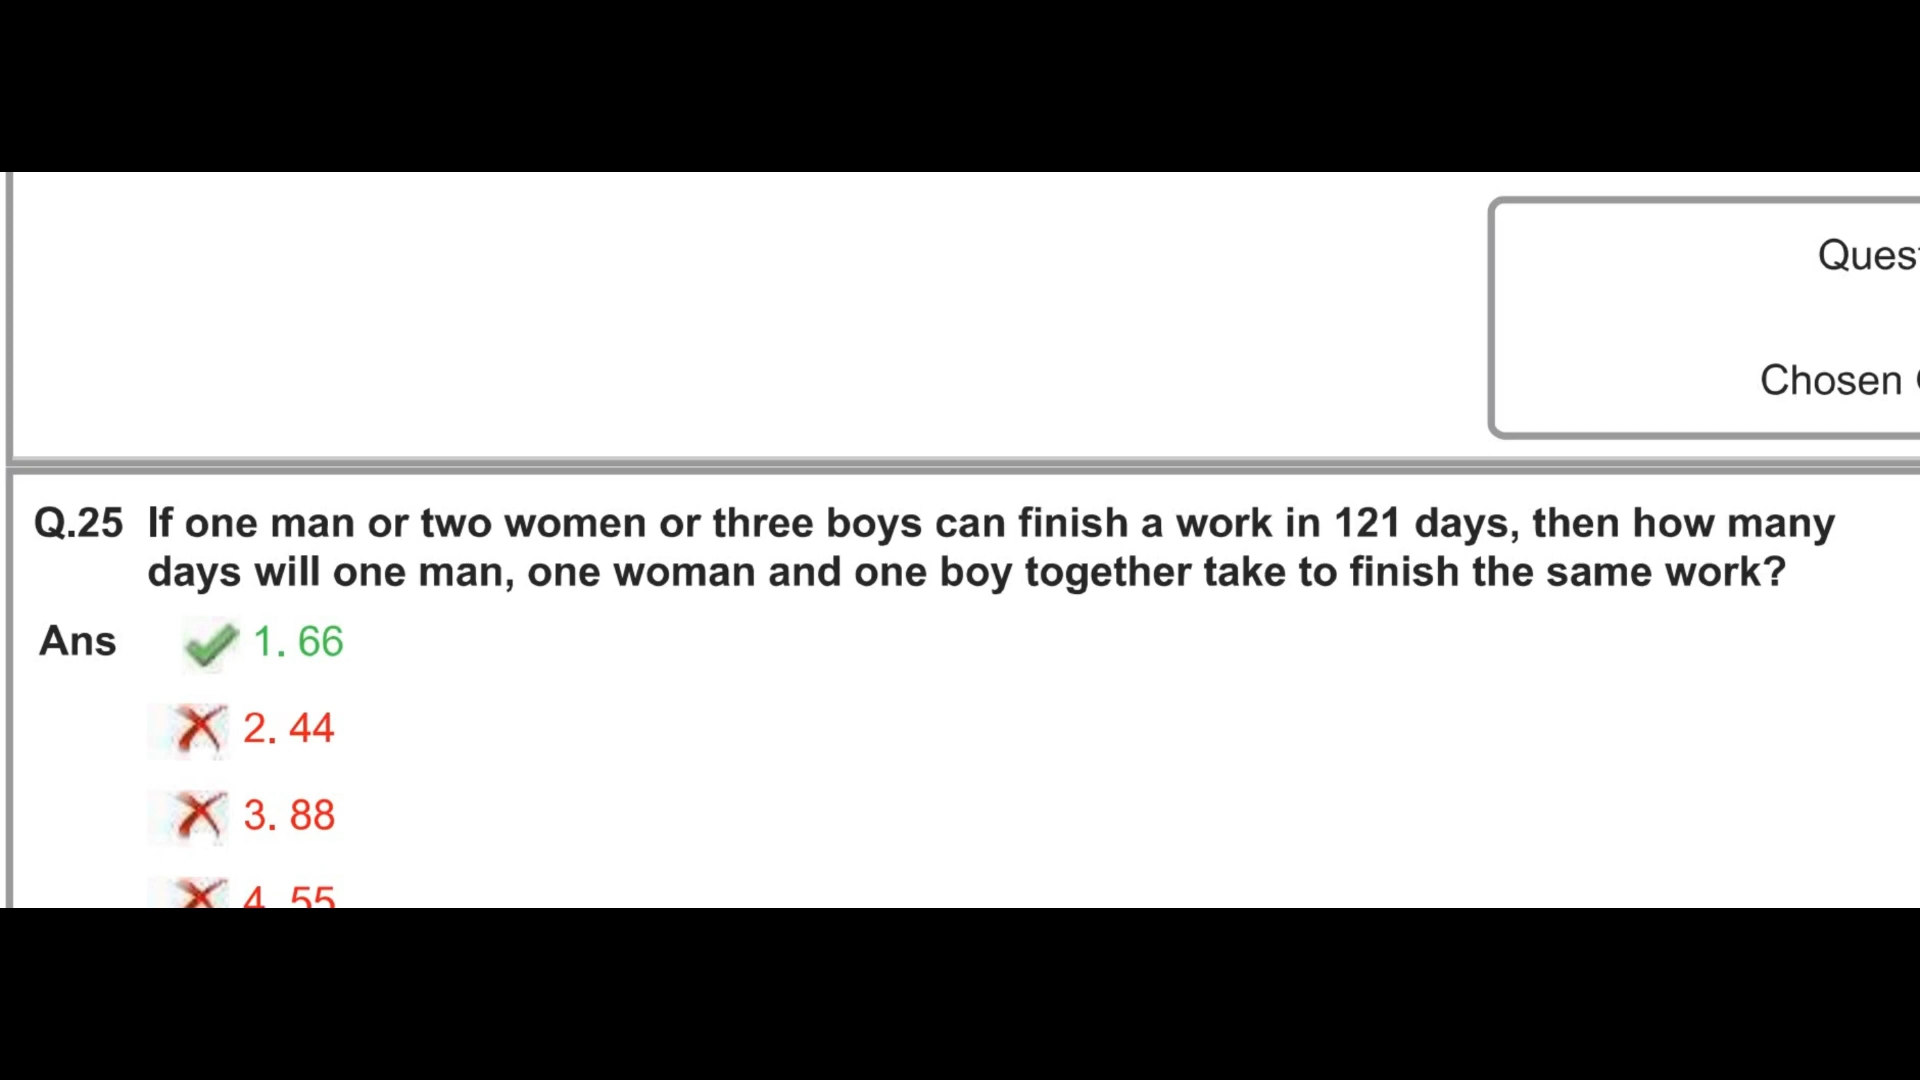 Ques
Chosen
Q.25 If one man or two women or three boys can finish a work in 121 days, then how many
days will one man, one woman and one boy together take to finish the same work?
Ans 1. 66
2. 44
3. 88
4. 55